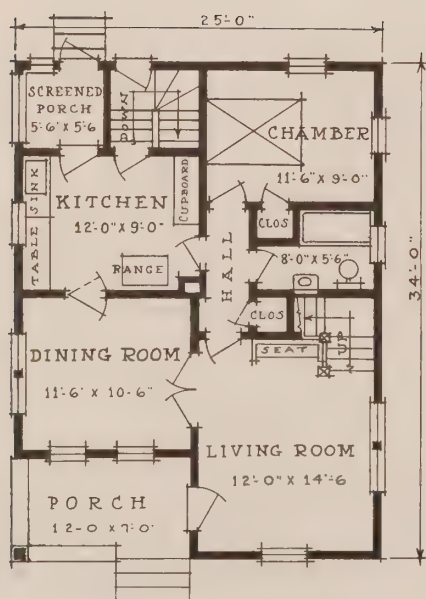 25'-0"
SCREENED
PORCH
5'-6" X 5'-6
DOWN
CHAMBER
11'-6" X 9'-0"
KITCHEN
12'-0" X 9'-0"
CUPBOARD
SINK
TABLE
RANGE
HALL
CLOS
8'-0" X 5'-6"
34'-0"
DINING ROOM
11'-6" X 10'-6"
CLOS
SEAT
UP
LIVING ROOM
12'-0" X 14'-6
PORCH
12-0 X 7-0"